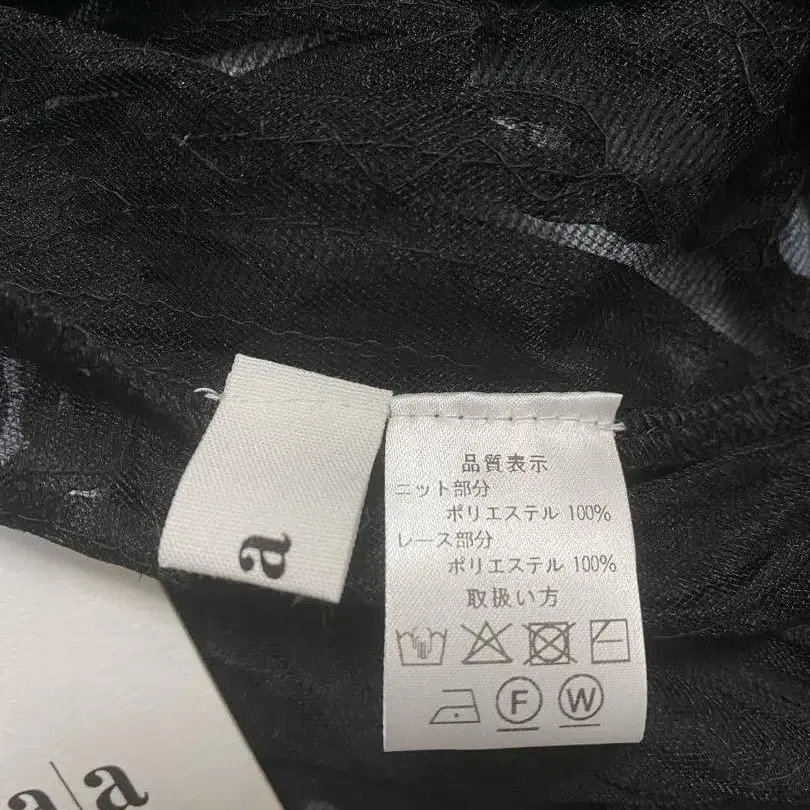 a
品質表示
ニット部分
ポリエステル 100%
レース部分
ポリエステル 100%
取扱い方
F W
a|a